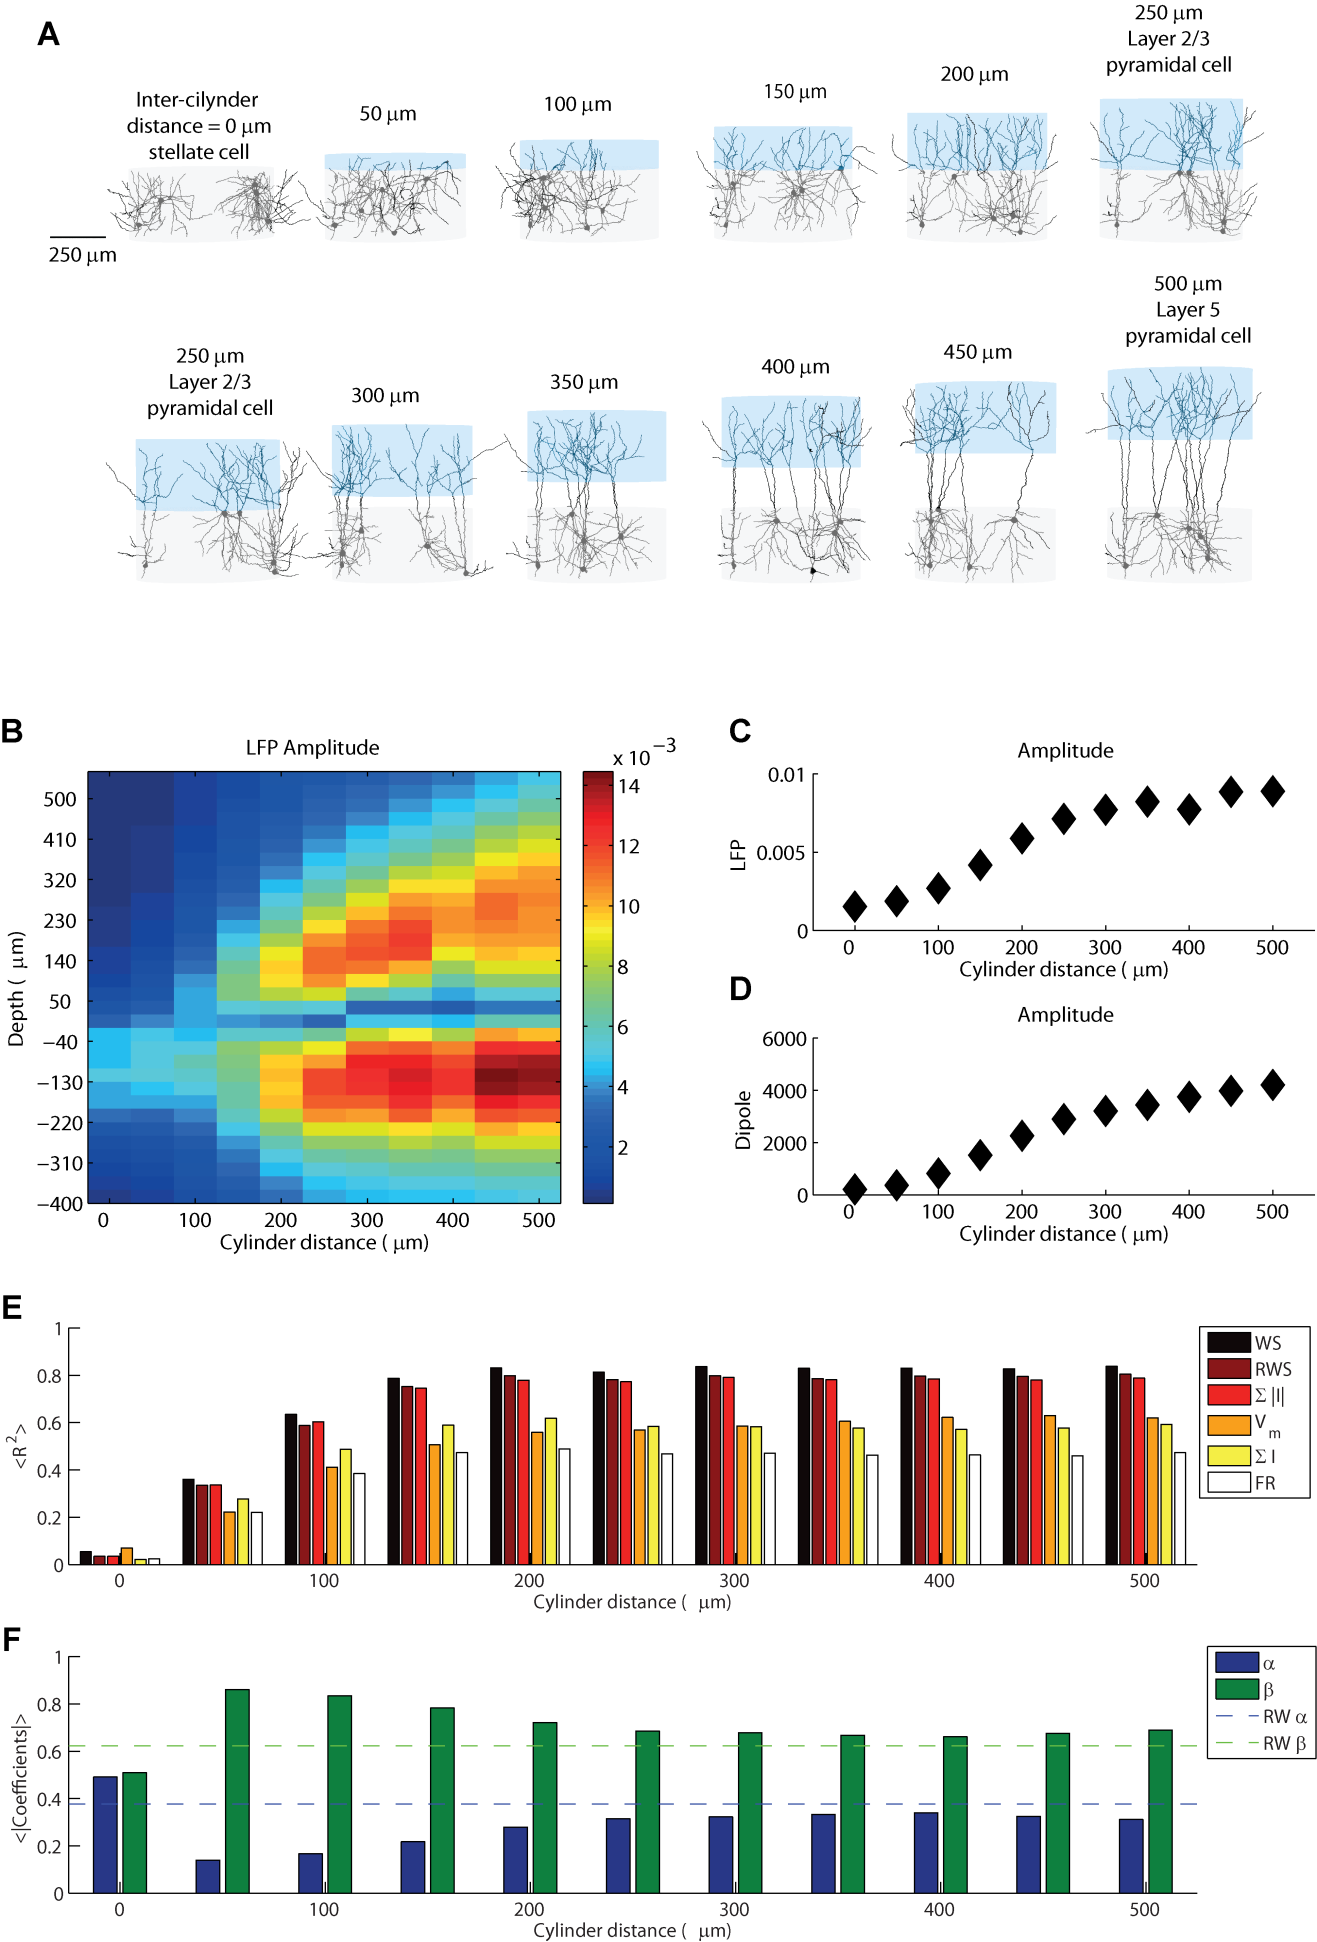 A
Inter-cilynder
distance = 0 μm
stellate cell
50 μm
100 μm
150 μm
200 μm
250 μm
Layer 2/3
pyramidal cell
250 μm
250 μm
Layer 2/3
pyramidal cell
300 μm
350 μm
400 μm
450 μm
500 μm
Layer 5
pyramidal cell
B
LFP Amplitude
x 10⁻³
Depth ( μm)
500
410
320
230
140
50
−40
−130
−220
−310
−400
0 100 200 300 400 500
Cylinder distance ( μm)
14
12
10
8
6
4
2
C
Amplitude
LFP
0.01
0.005
0
0 100 200 300 400 500
Cylinder distance ( μm)
D
Amplitude
Dipole
6000
4000
2000
0
0 100 200 300 400 500
Cylinder distance ( μm)
E
<R²>
1
0.8
0.6
0.4
0.2
0
0 100 200 300 400 500
Cylinder distance ( μm)
WS
RWS
Σ |I|
V m
Σ I
FR
F
<|Coefficients|>
1
0.8
0.6
0.4
0.2
0
0 100 200 300 400 500
Cylinder distance ( μm)
α
β
RW α
RW β